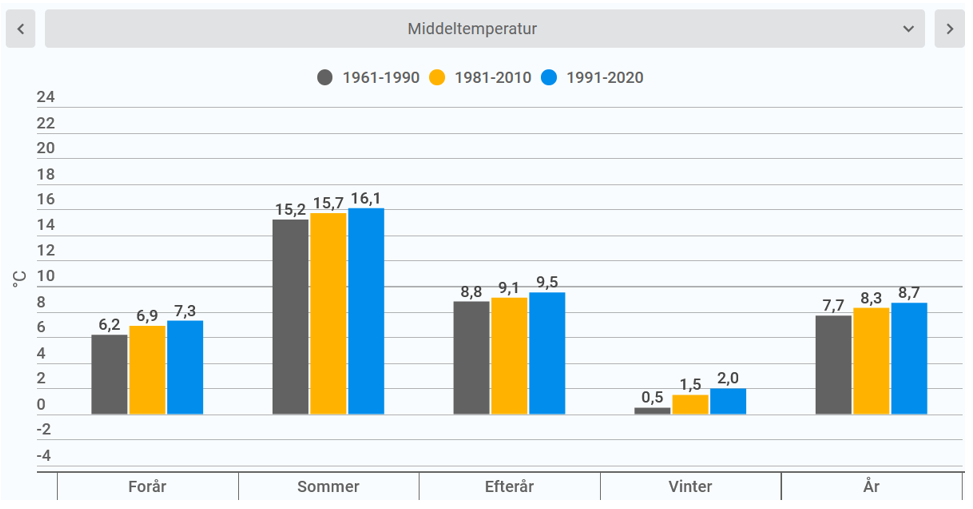 Middeltemperatur
1961-1990 1981-2010 1991-2020
24
22
20
18
16
14
12
10
8
6
4
2
0
-2
-4
°C
6,2 6,9 7,3
15,2 15,7 16,1
8,8 9,1 9,5
0,5 1,5 2,0
7,7 8,3 8,7
Forår Sommer Efterår Vinter År